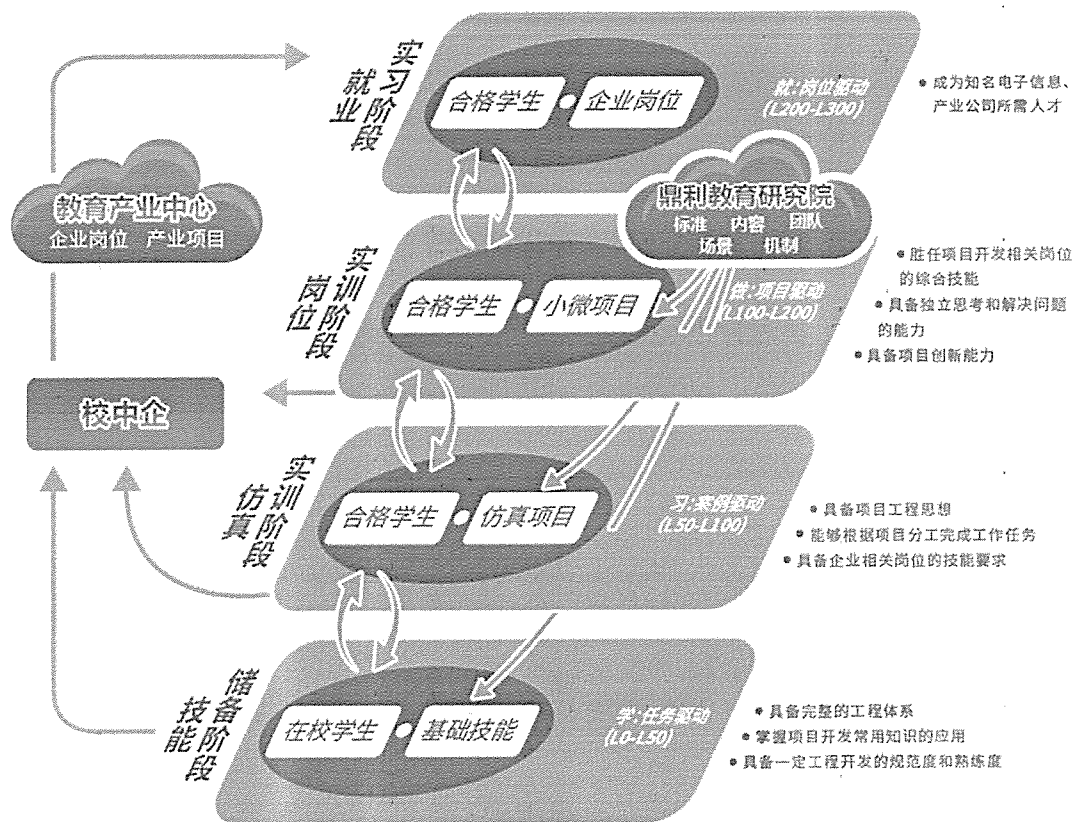 就业
实习阶段
合格学生
企业岗位
就:岗位驱动
(L200-L300)
成为知名电子信息、
产业公司所需人才
教育产业中心
企业岗位 产业项目
鼎利教育研究院
标准 内容 团队
场景 机制
岗位
实训阶段
合格学生
小微项目
做:项目驱动
(L100-L200)
胜任项目开发相关岗位
的综合技能
具备独立思考和解决问题
的能力
具备项目创新能力
校中企
仿真
实训阶段
合格学生
仿真项目
习:案例驱动
(L50-L100)
具备项目工程思想
能够根据项目分工完成工作任务
具备企业相关岗位的技能要求
技能
储备阶段
在校学生
基础技能
学:任务驱动
(L0-L50)
具备完整的工程体系
掌握项目开发常用知识的应用
具备一定工程开发的规范度和熟练度